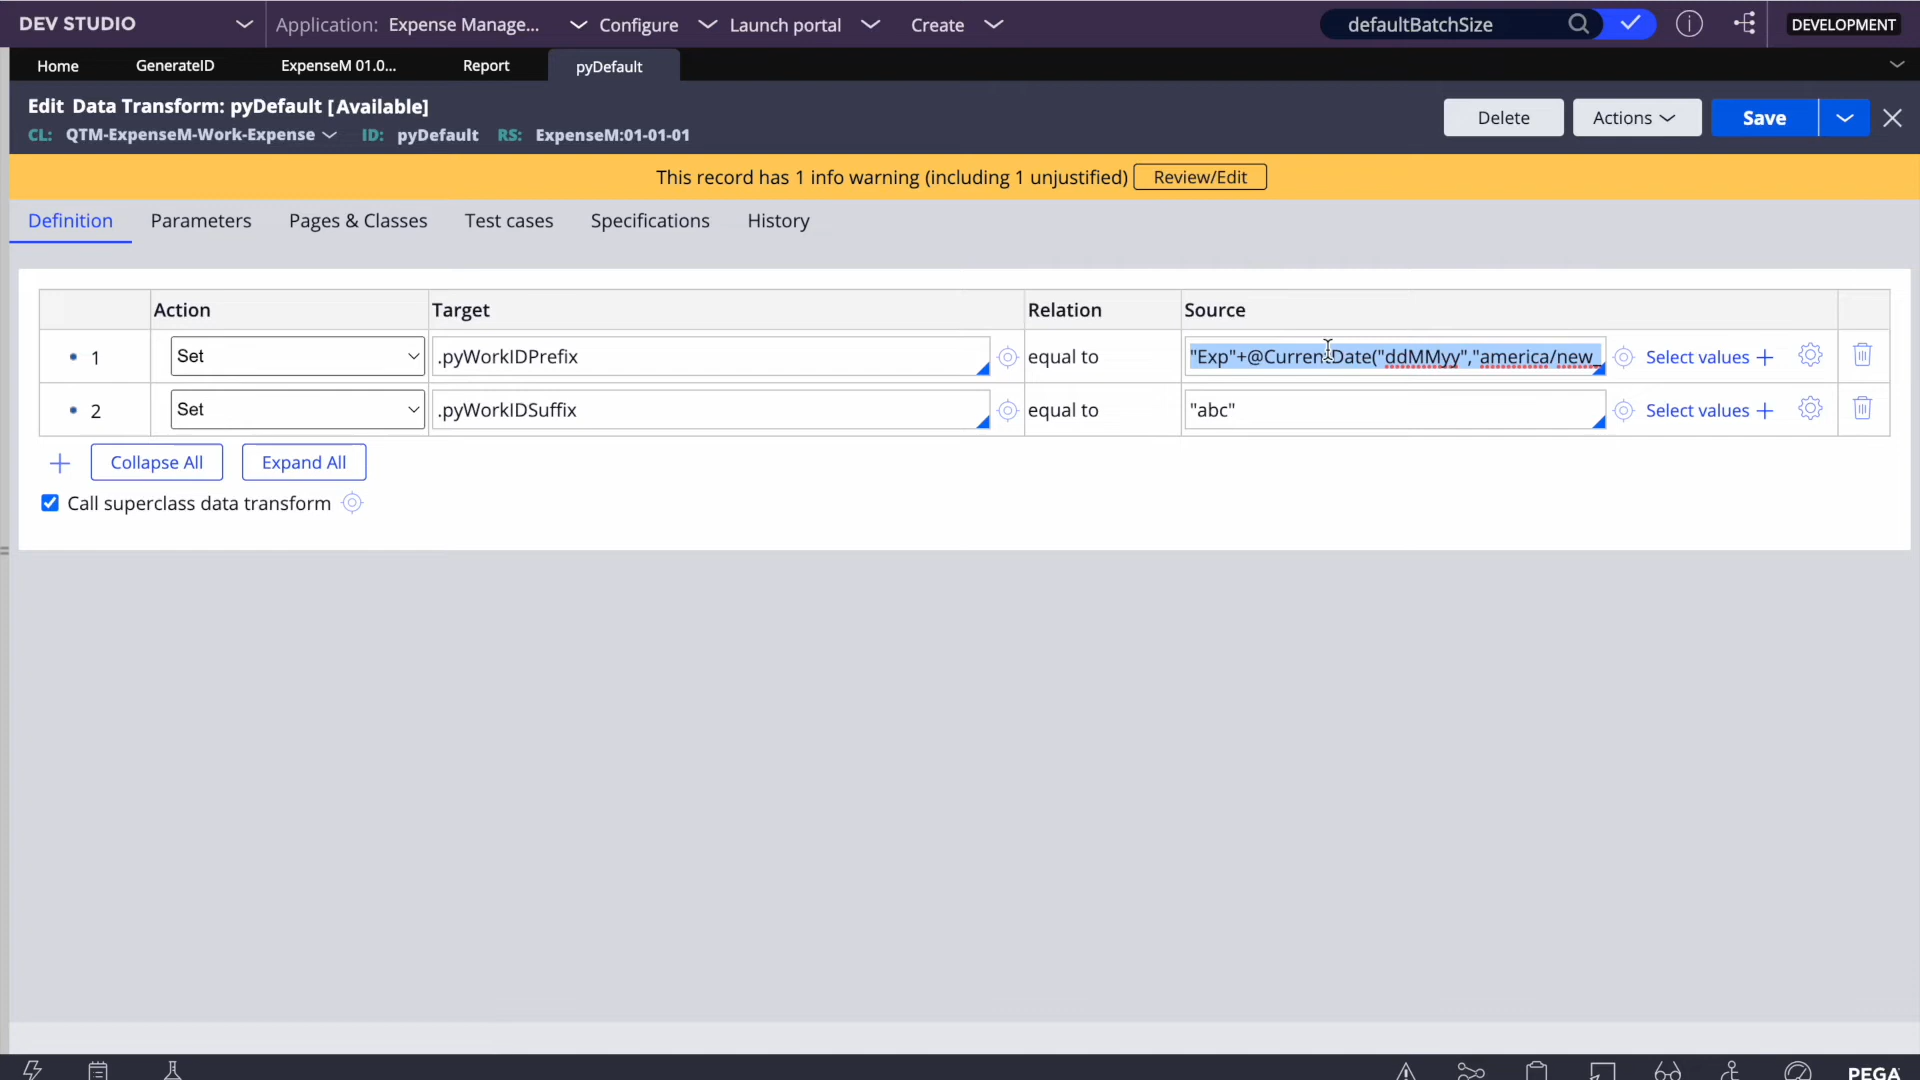 DEV STUDIO Application: Expense Manage... Configure Launch portal Create defaultBatchSize DEVELOPMENT
Home GenerateID ExpenseM 01.0... Report pyDefault
Edit Data Transform: pyDefault [Available]
CL: QTM-ExpenseM-Work-Expense ID: pyDefault RS: ExpenseM:01-01-01
Delete Actions Save
This record has 1 info warning (including 1 unjustified) Review/Edit
Definition Parameters Pages & Classes Test cases Specifications History
Action Target Relation Source
1 Set .pyWorkIDPrefix equal to "Exp"+@CurrentDate("ddMMyy","america/new_ Select values
2 Set .pyWorkIDSuffix equal to "abc" Select values
Collapse All Expand All
Call superclass data transform
PEGA